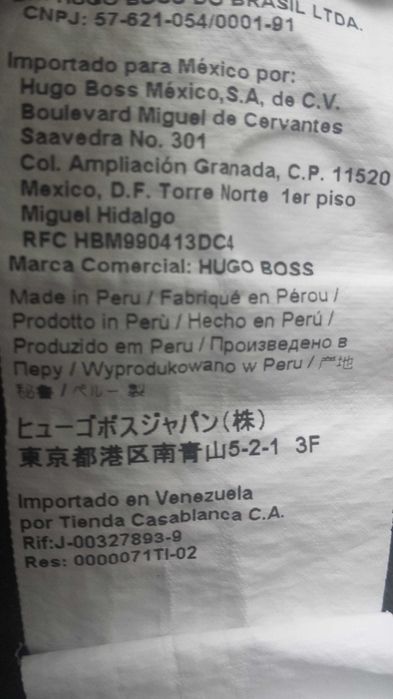 BOSS DO BRASIL LTDA.
CNPJ: 57-621-054/0001-91
Importado para México por:
Hugo Boss México,S.A, de C.V.
Boulevard Miguel de Cervantes
Saavedra No. 301
Col. Ampliación Granada, C.P. 11520
Mexico, D.F. Torre Norte 1er piso
Miguel Hidalgo
RFC HBM990413DC4
Marca Comercial: HUGO BOSS
Made in Peru / Fabriqué en Pérou /
Prodotto in Perù / Hecho en Perú /
Produzido em Peru / Произведено в
Перу / Wyprodukowano w Peru / 产地
秘鲁 / ペルー 製
ヒューゴボスジャパン(株)
東京都港区南青山5-2-1 3F
Importado en Venezuela
por Tienda Casablanca C.A.
Rif:J-00327893-9
Res: 0000071TI-02